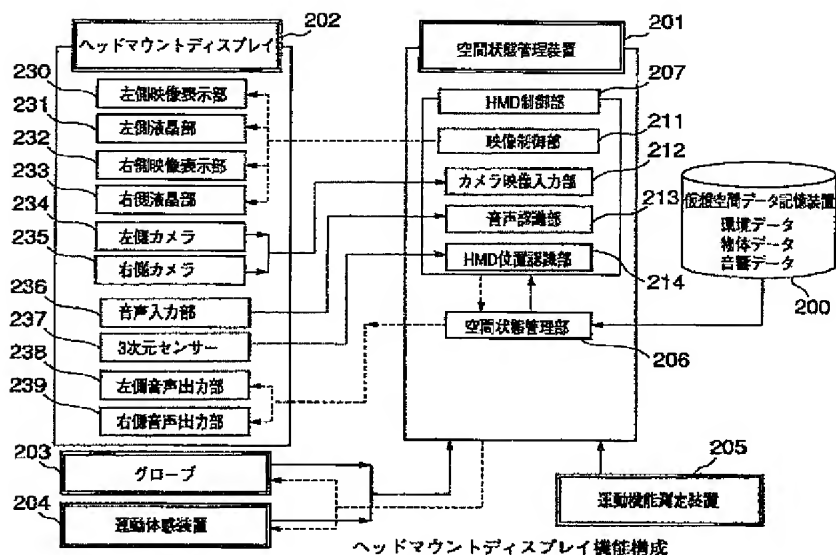 ヘッドマウントディスプレイ
202
230
左側映像表示部
231
左側液晶部
232
右側映像表示部
233
右側液晶部
234
左側カメラ
235
右側カメラ
236
音声入力部
237
3次元センサー
238
左側音声出力部
239
右側音声出力部
203
グローブ
204
運動体感装置
空間状態管理装置
201
207
HMD制御部
211
映像制御部
212
カメラ映像入力部
213
音声認識部
HMD位置認識部
214
空間状態管理部
206
仮想空間データ記憶装置
環境データ
物体データ
音響データ
200
205
運動機能測定装置
ヘッドマウントディスプレイ機能構成